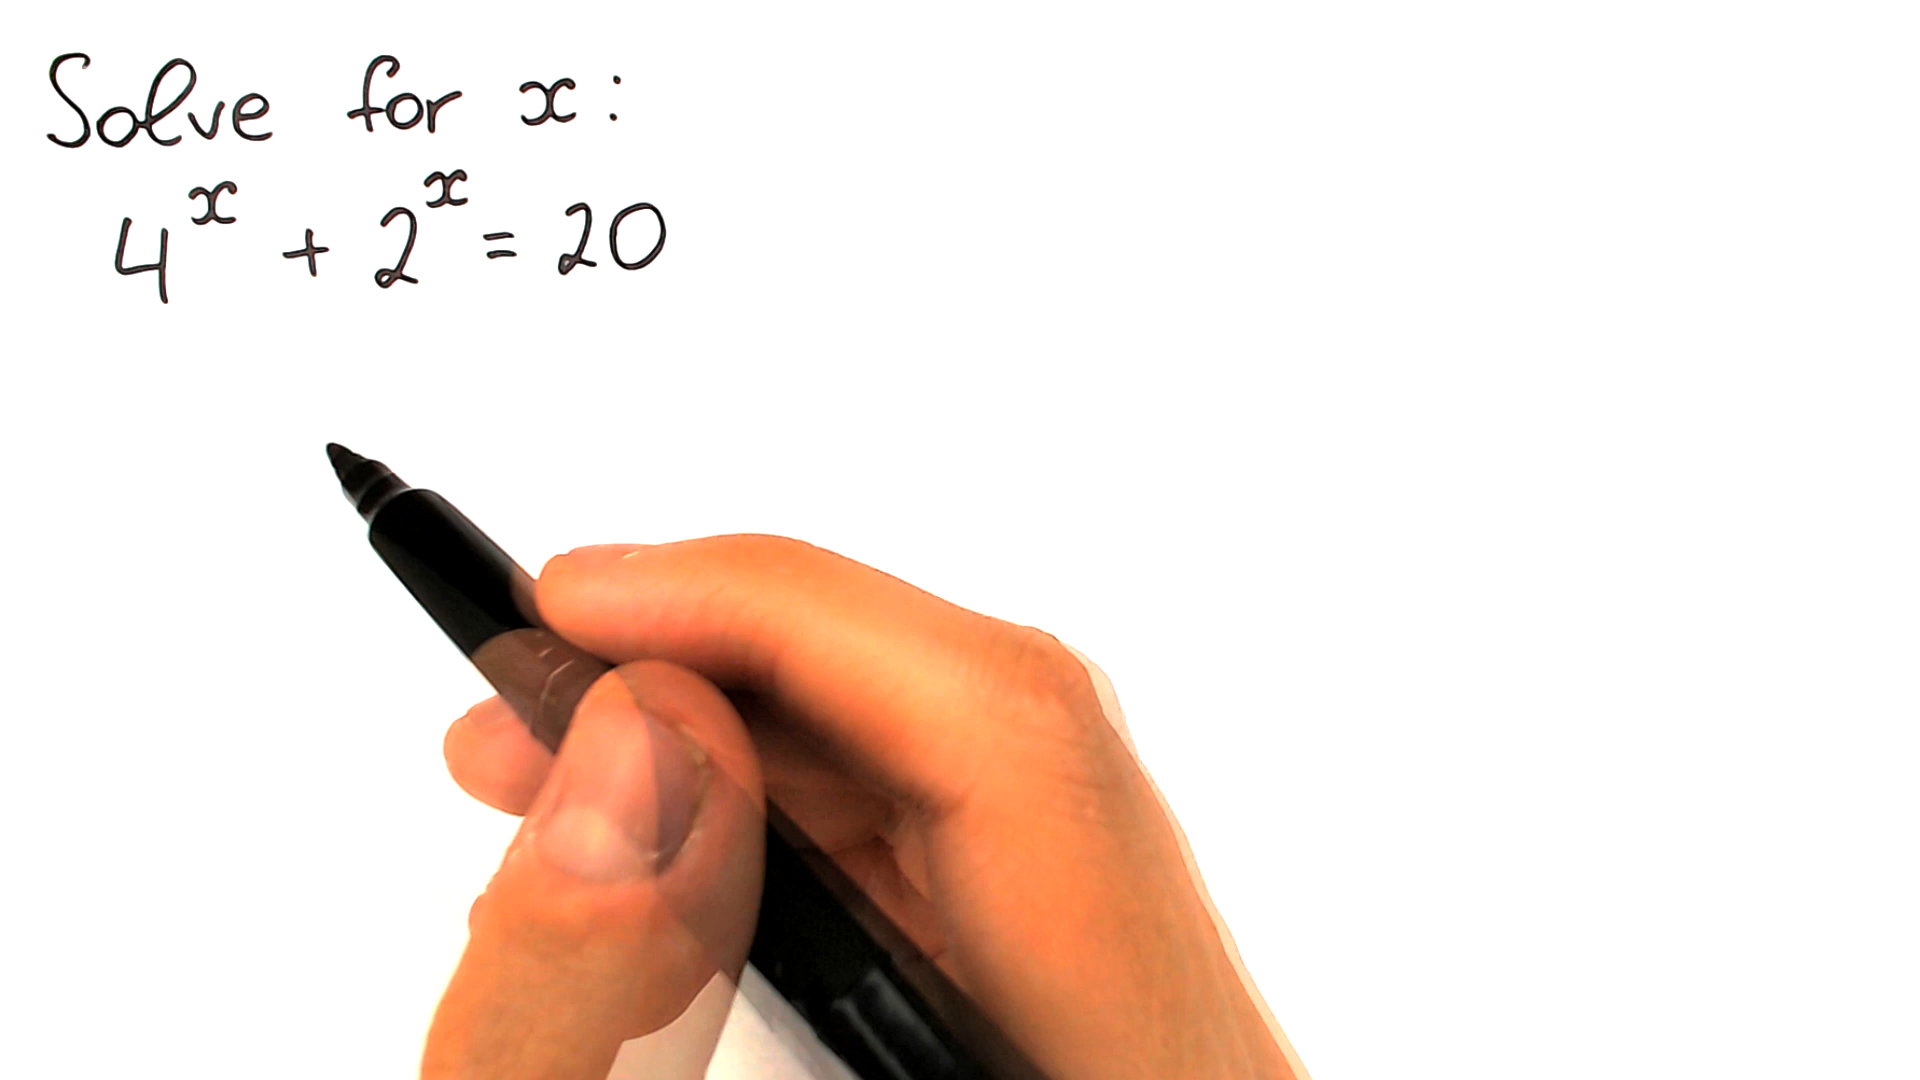 Solve for x:
4^x + 2^x = 20